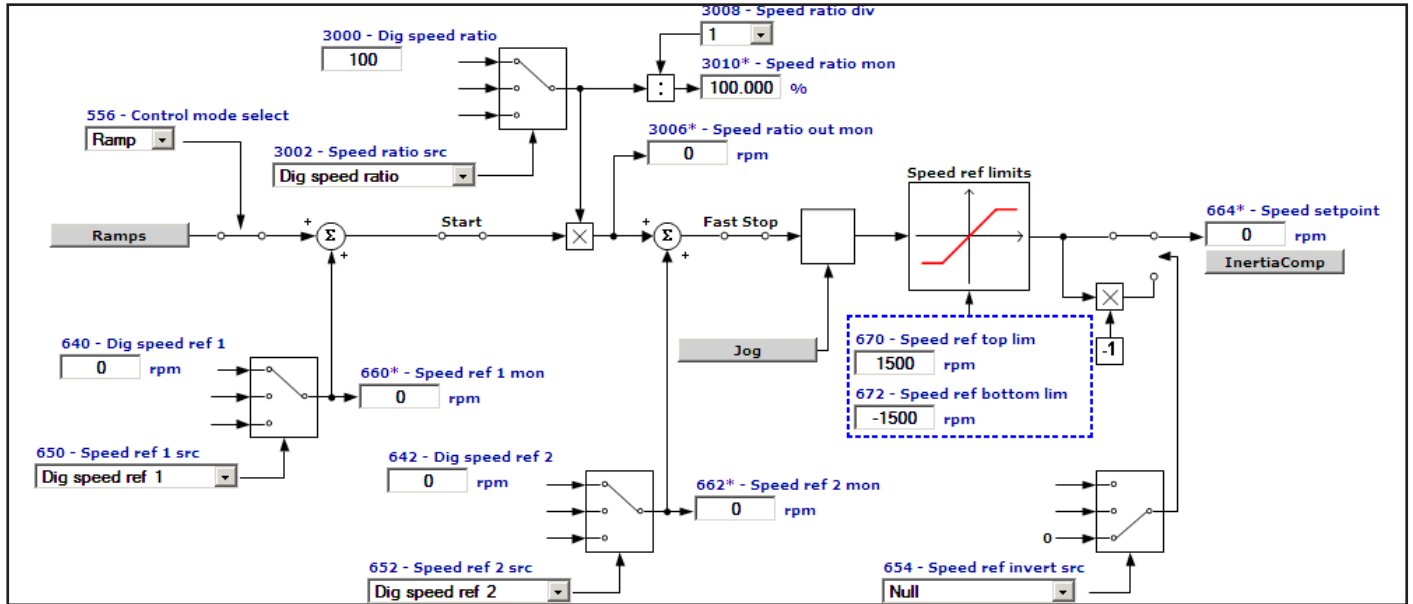 3008 - Speed ratio div
1
3000 - Dig speed ratio
100
3010* - Speed ratio mon
: 100.000 %
556 - Control mode select
Ramp
3006* - Speed ratio out mon
0 rpm
3002 - Speed ratio src
Dig speed ratio
Speed ref limits
Ramps
+
Σ
+
Start
×
+
Σ
+
Fast Stop
664* - Speed setpoint
0 rpm
InertiaComp
×
-1
640 - Dig speed ref 1
0 rpm
660* - Speed ref 1 mon
0 rpm
Jog
670 - Speed ref top lim
1500 rpm
672 - Speed ref bottom lim
-1500 rpm
650 - Speed ref 1 src
Dig speed ref 1
642 - Dig speed ref 2
0 rpm
662* - Speed ref 2 mon
0 rpm
0
652 - Speed ref 2 src
Dig speed ref 2
654 - Speed ref invert src
Null